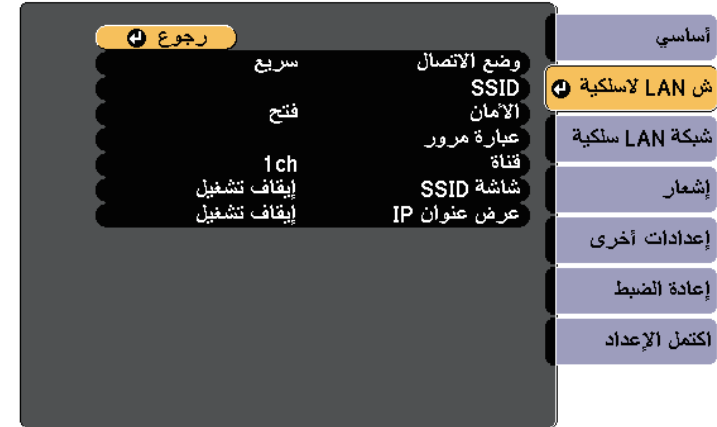 أساسي
ش LAN لاسلكية
شبكة LAN سلكية
إشعار
إعدادات أخرى
إعادة الضبط
اكتمل الإعداد
رجوع
وضع الاتصال سريع
SSID
الأمان فتح
عبارة مرور
قناة 1ch
شاشة SSID إيقاف تشغيل
عرض عنوان IP إيقاف تشغيل